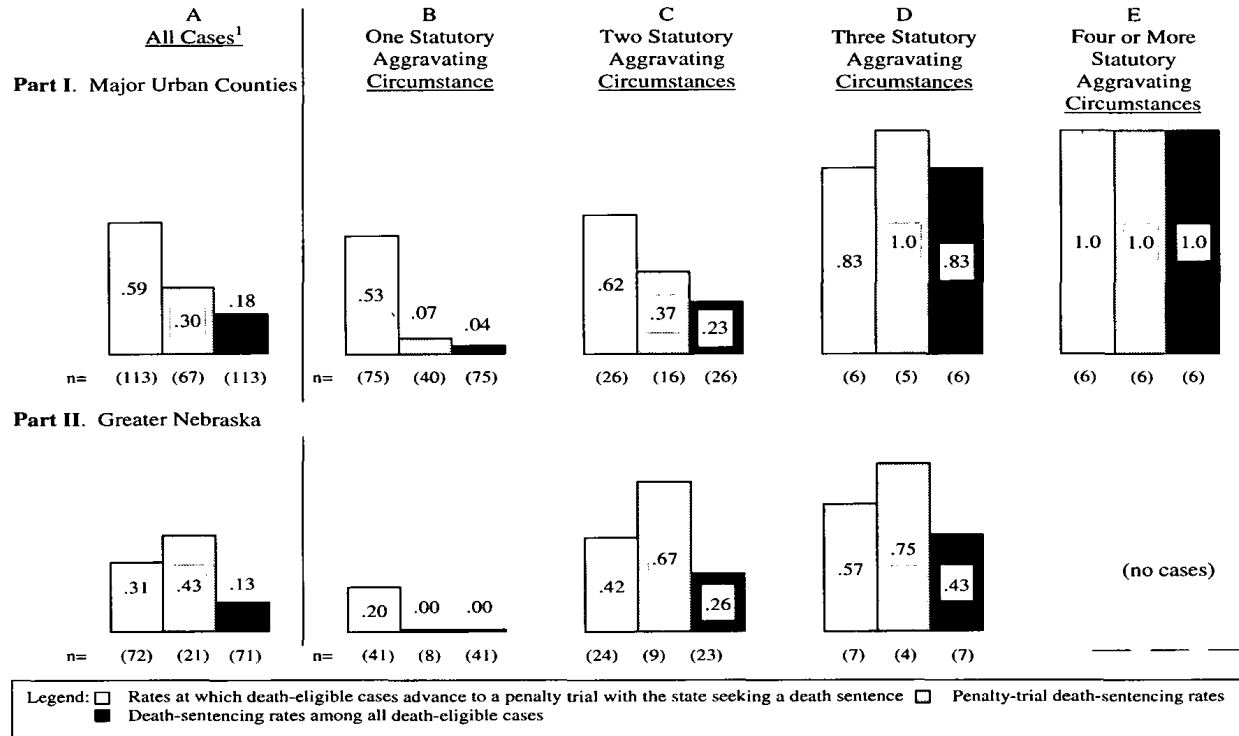 A B C D E
All Cases¹ One Statutory Two Statutory Three Statutory Four or More
Aggravating Aggravating Aggravating Statutory
Circumstance Circumstances Circumstances Aggravating
Part I. Major Urban Counties Circumstances
.59 .30 .18 .53 .07 .04 .62 .37 .23 .83 1.0 .83 1.0 1.0 1.0
n= (113) (67) (113) n= (75) (40) (75) (26) (16) (26) (6) (5) (6) (6) (6) (6)
Part II. Greater Nebraska
.31 .43 .13 .20 .00 .00 .42 .67 .26 .57 .75 .43 (no cases)
n= (72) (21) (71) n= (41) (8) (41) (24) (9) (23) (7) (4) (7)
Legend: Rates at which death-eligible cases advance to a penalty trial with the state seeking a death sentence Penalty-trial death-sentencing rates
Death-sentencing rates among all death-eligible cases